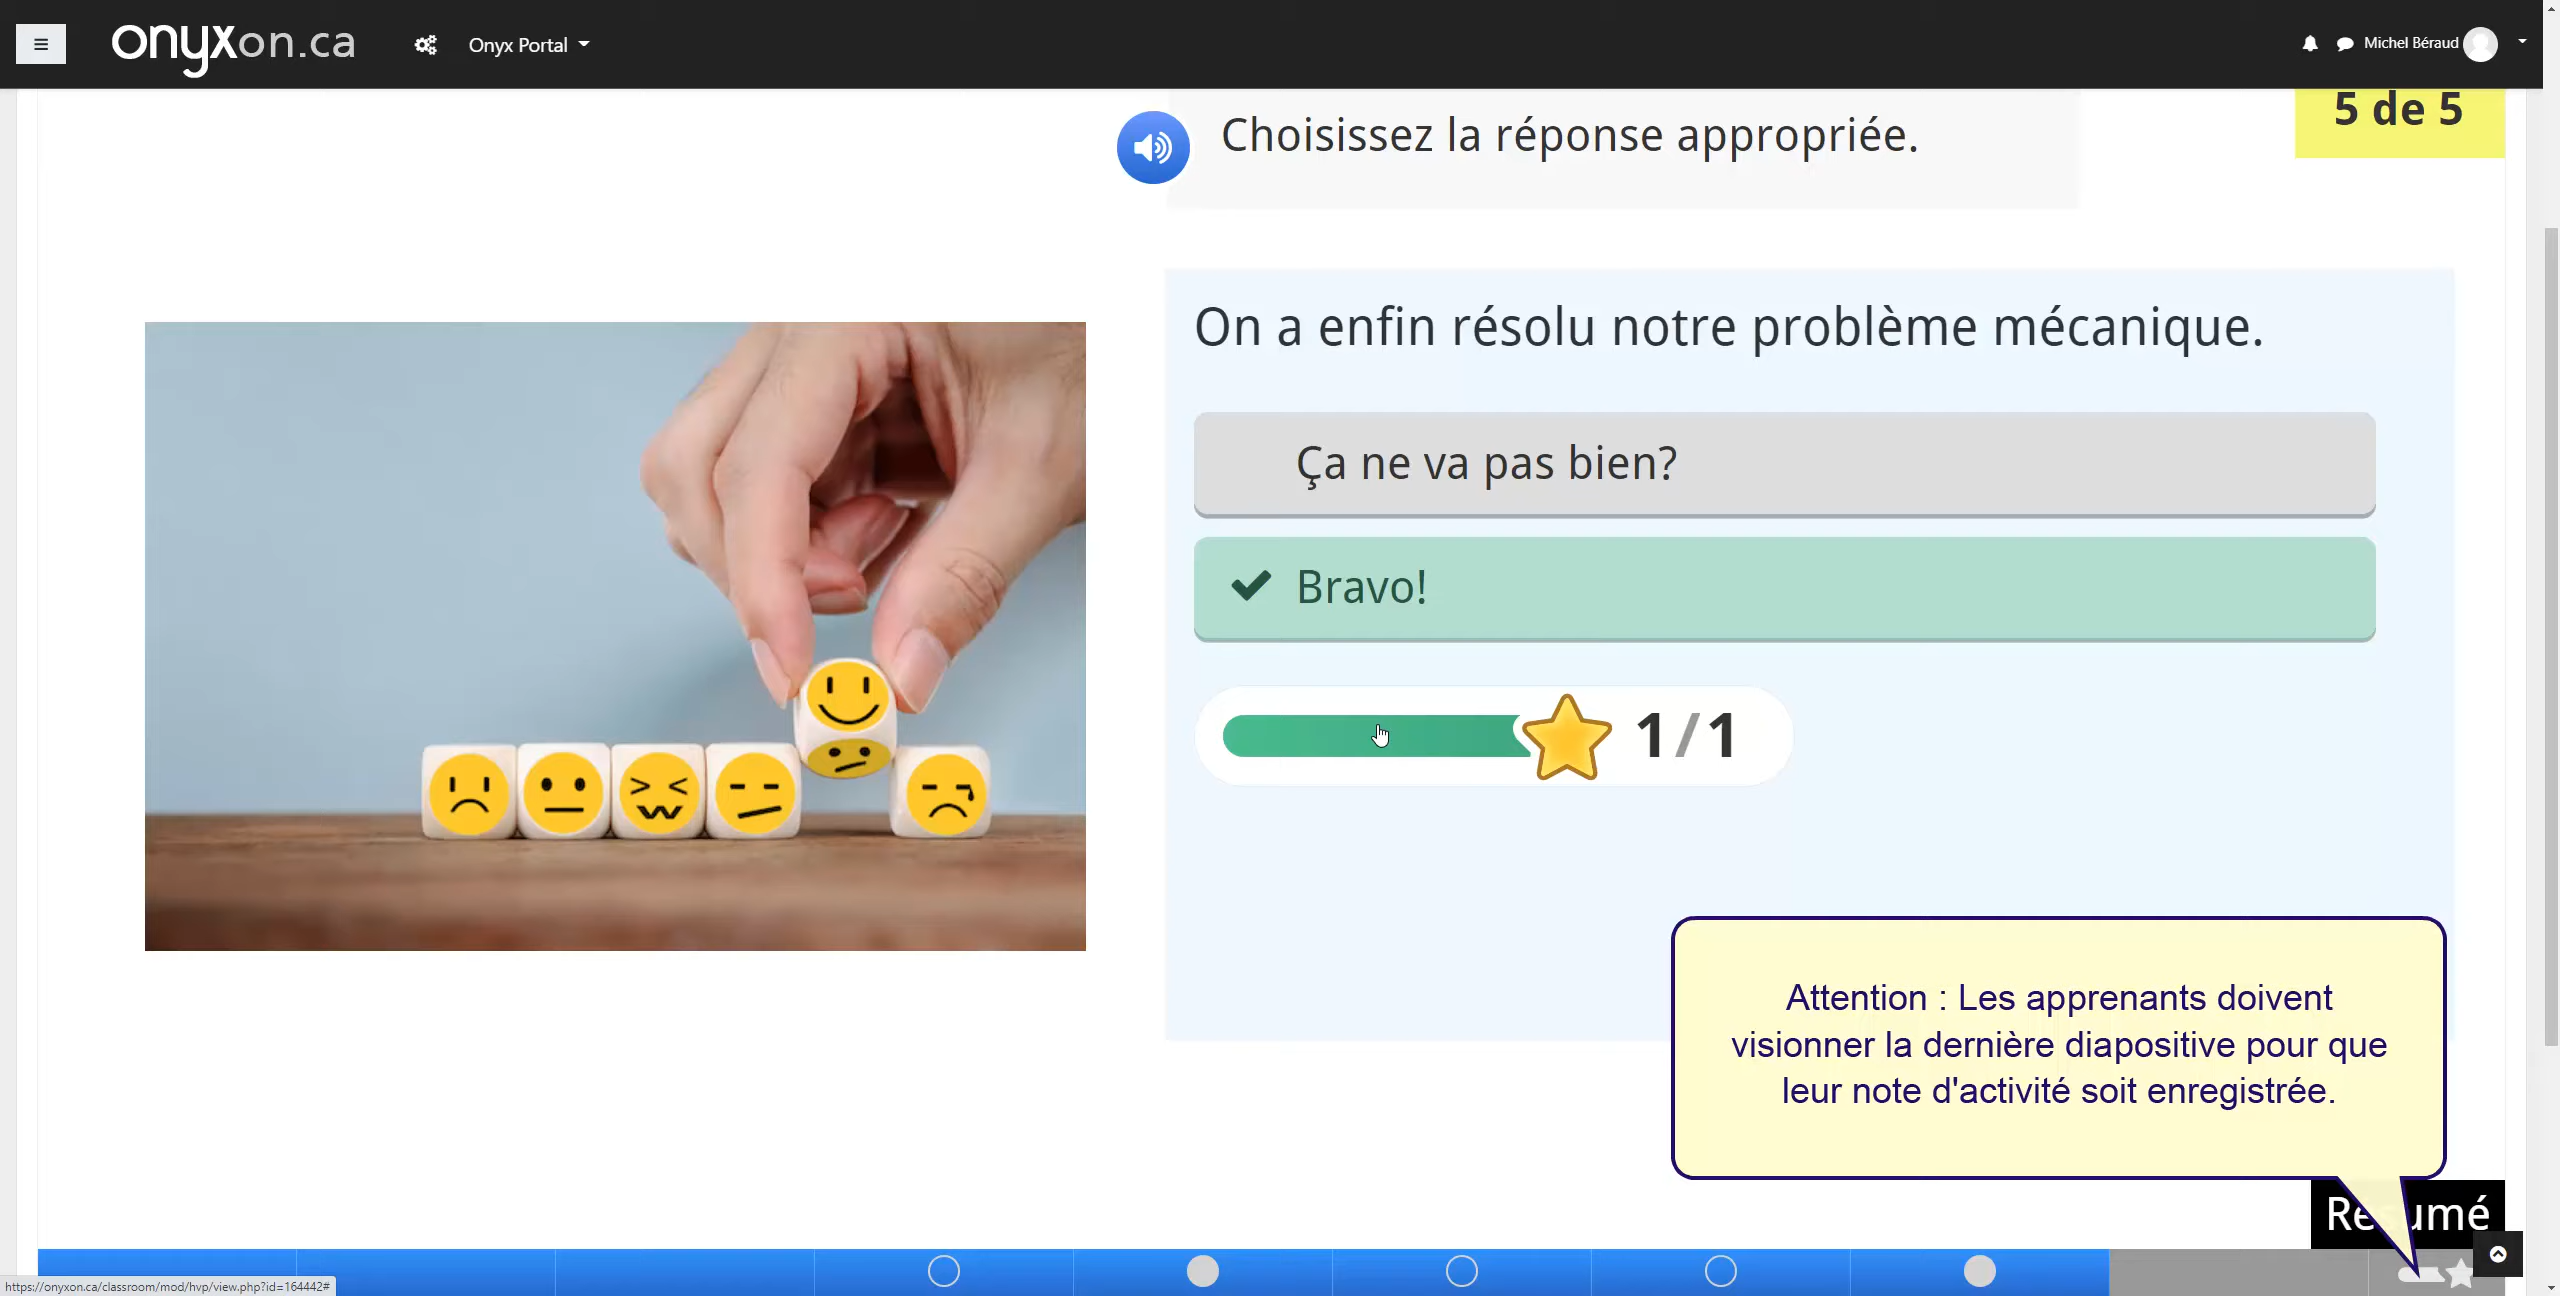 onyxon.ca
Onyx Portal
Michel Béraud
5 de 5
Choisissez la réponse appropriée.
On a enfin résolu notre problème mécanique.
Ça ne va pas bien?
Bravo!
1/1
Attention : Les apprenants doivent
visionner la dernière diapositive pour que
leur note d'activité soit enregistrée.
Résumé
https://onyxon.ca/classroom/mod/hvp/view.php?id=164442#